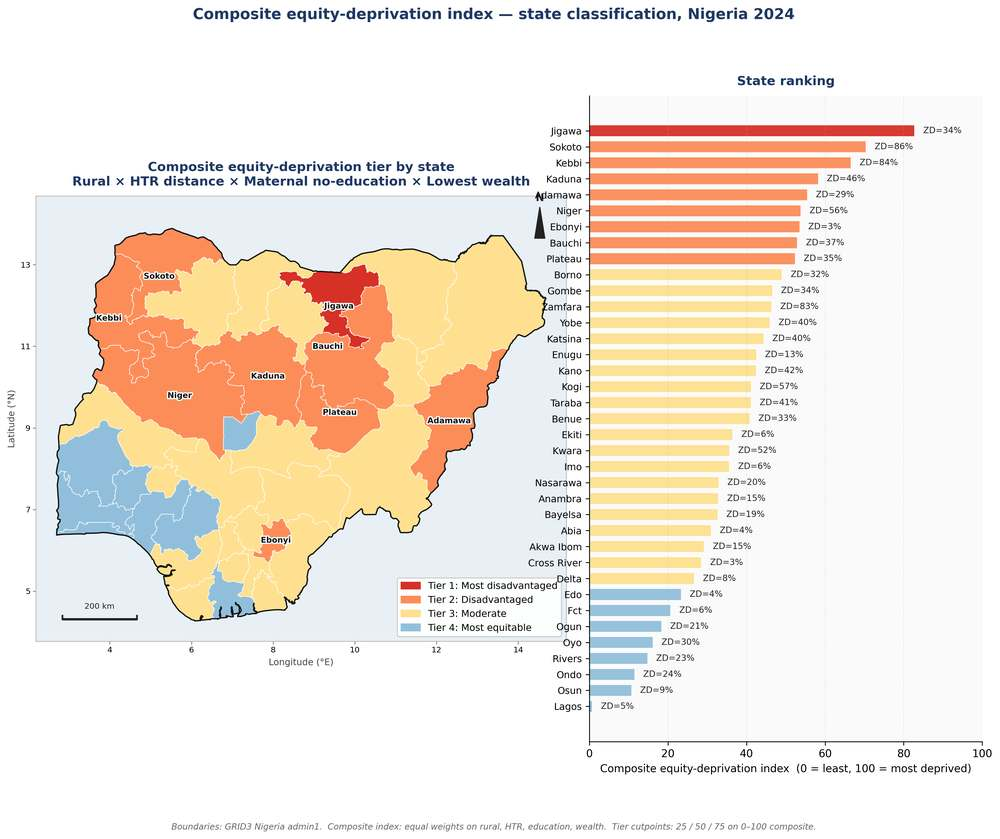 Composite equity-deprivation index — state classification, Nigeria 2024
Composite equity-deprivation tier by state
Rural × HTR distance × Maternal no-education × Lowest wealth
N
13
11
9
7
5
Latitude (°N)
Sokoto
Kebbi
Jigawa
Bauchi
Kaduna
Niger
Plateau
Adamawa
Ebonyi
200 km
Tier 1: Most disadvantaged
Tier 2: Disadvantaged
Tier 3: Moderate
Tier 4: Most equitable
4 6 8 10 12 14
Longitude (°E)
State ranking
Jigawa ZD=34%
Sokoto ZD=86%
Kebbi ZD=84%
Kaduna ZD=46%
Adamawa ZD=29%
Niger ZD=56%
Ebonyi ZD=3%
Bauchi ZD=37%
Plateau ZD=35%
Borno ZD=32%
Gombe ZD=34%
Zamfara ZD=83%
Yobe ZD=40%
Katsina ZD=40%
Enugu ZD=13%
Kano ZD=42%
Kogi ZD=57%
Taraba ZD=41%
Benue ZD=33%
Ekiti ZD=6%
Kwara ZD=52%
Imo ZD=6%
Nasarawa ZD=20%
Anambra ZD=15%
Bayelsa ZD=19%
Abia ZD=4%
Akwa Ibom ZD=15%
Cross River ZD=3%
Delta ZD=8%
Edo ZD=4%
Fct ZD=6%
Ogun ZD=21%
Oyo ZD=30%
Rivers ZD=23%
Ondo ZD=24%
Osun ZD=9%
Lagos ZD=5%
0 20 40 60 80 100
Composite equity-deprivation index (0 = least, 100 = most deprived)
Boundaries: GRID3 Nigeria admin1. Composite index: equal weights on rural, HTR, education, wealth. Tier cutpoints: 25 / 50 / 75 on 0–100 composite.